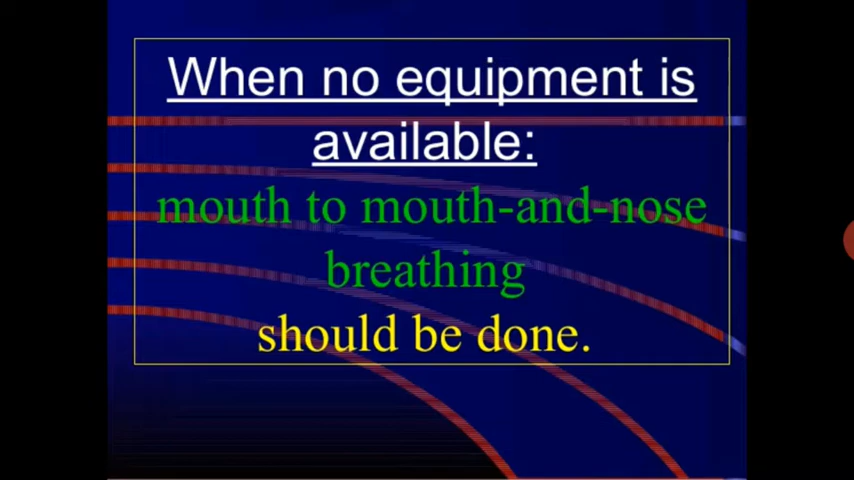 When no equipment is
available:
mouth to mouth-and-nose
breathing
should be done.